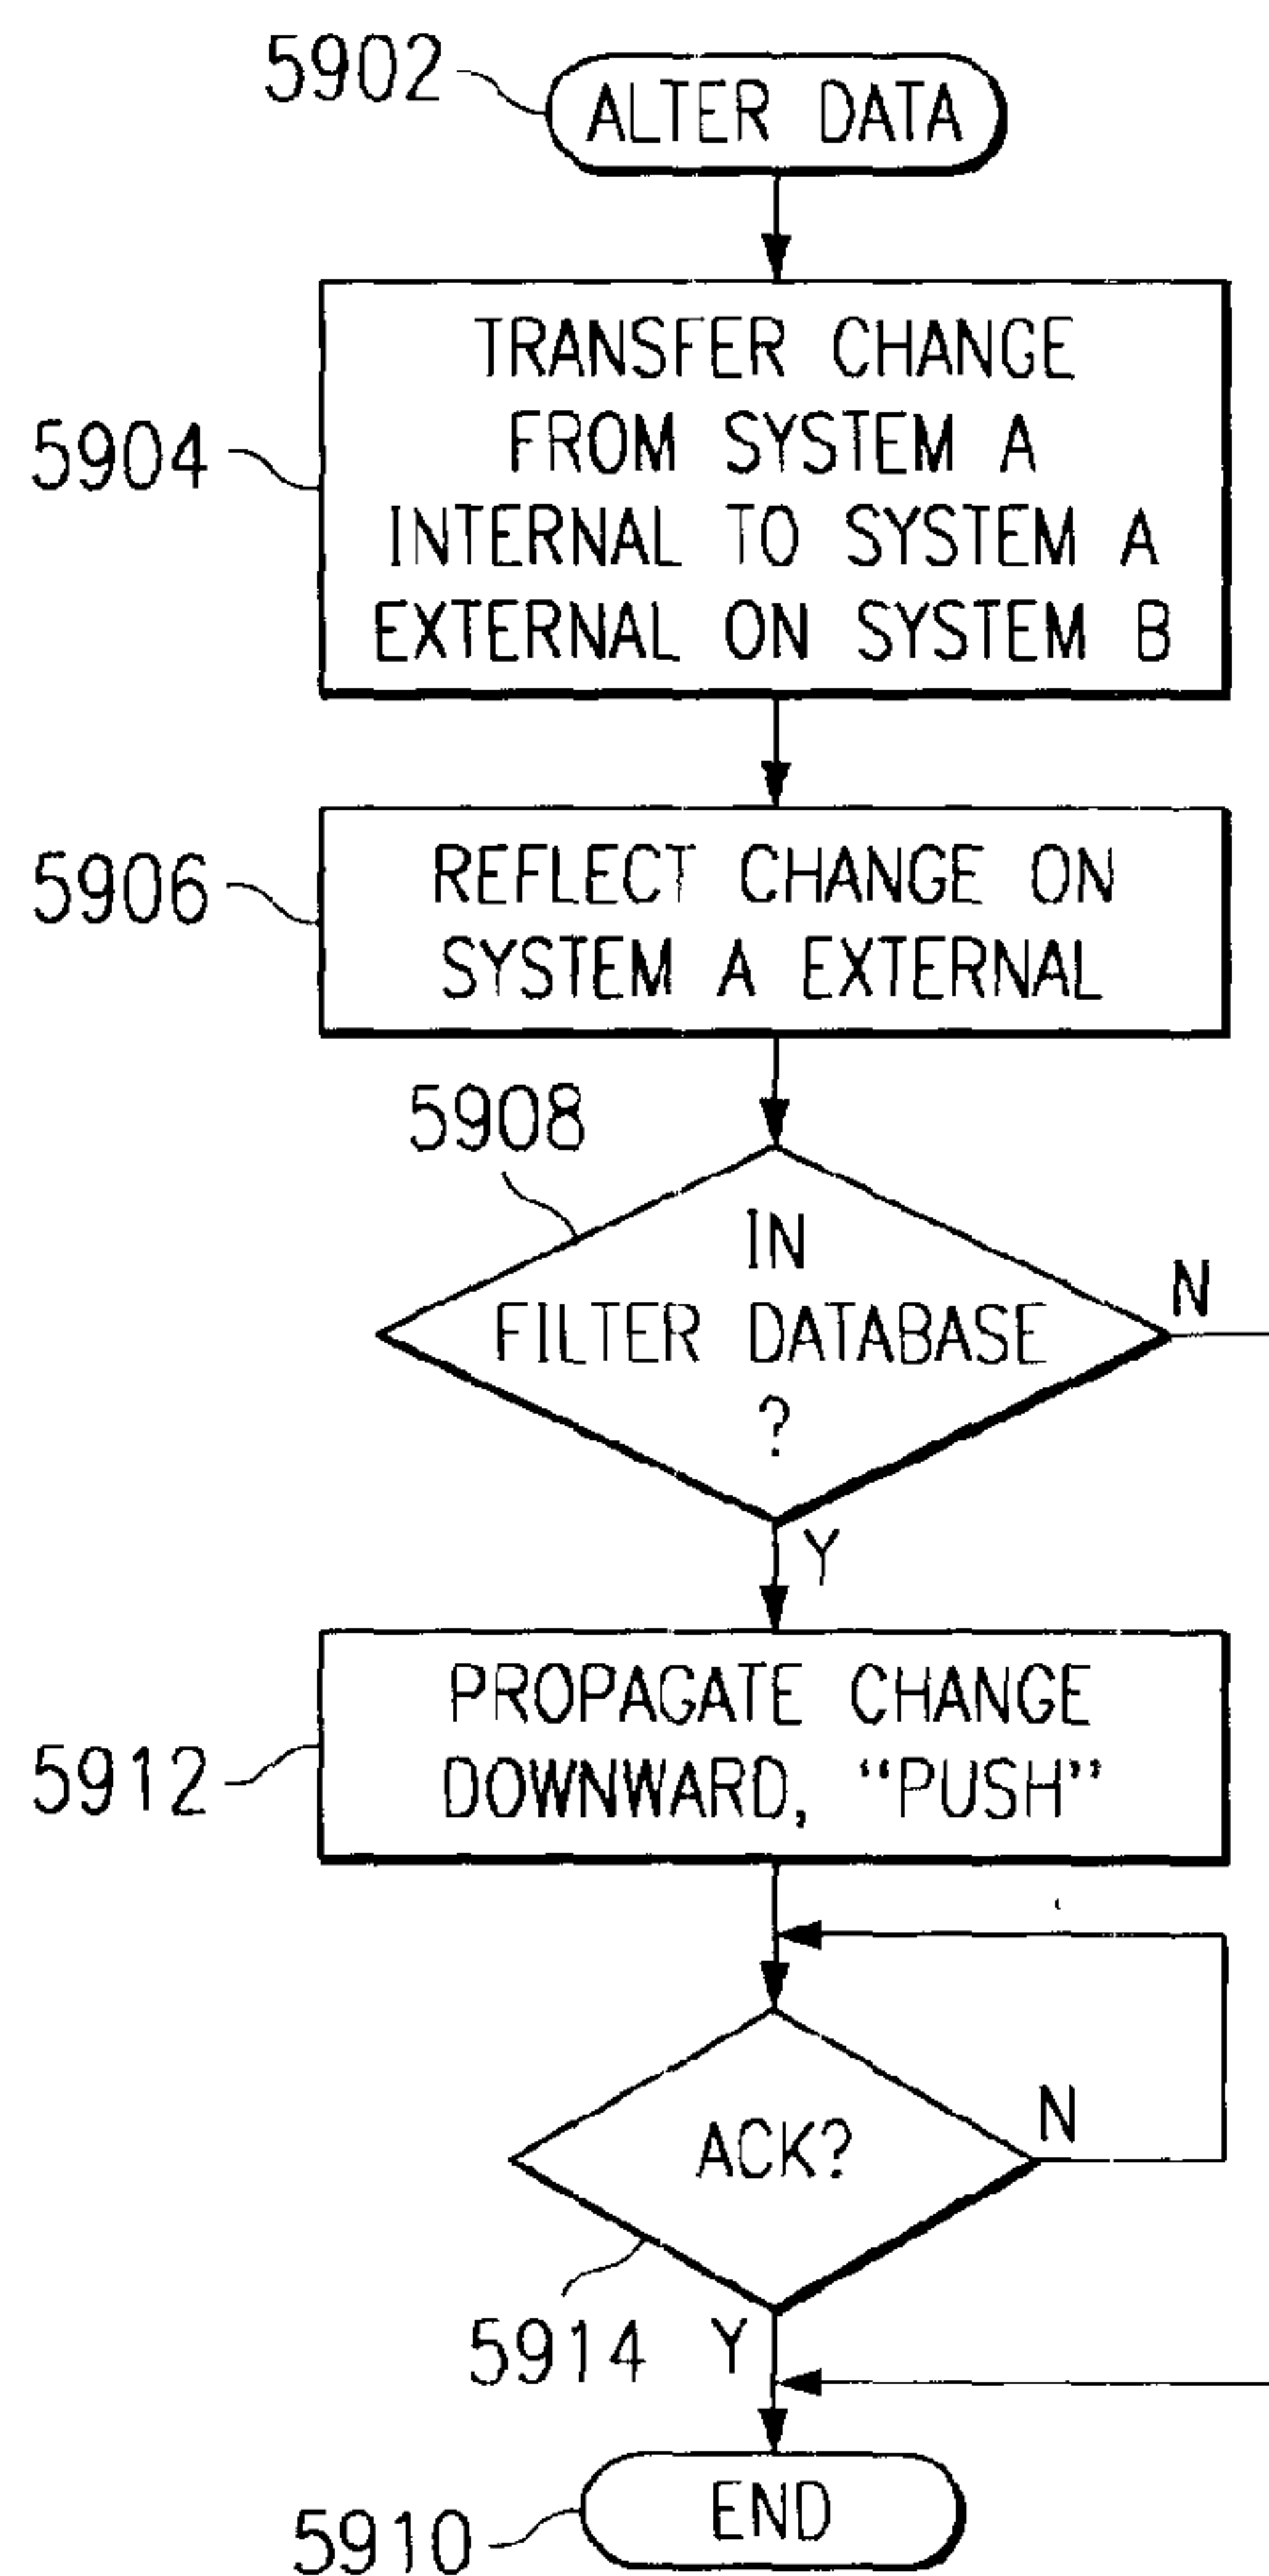 5902
ALTER DATA
5904
TRANSFER CHANGE
FROM SYSTEM A
INTERNAL TO SYSTEM A
EXTERNAL ON SYSTEM B
5906
REFLECT CHANGE ON
SYSTEM A EXTERNAL
5908
IN
FILTER DATABASE
?
N
Y
5912
PROPAGATE CHANGE
DOWNWARD, “PUSH”
ACK?
N
5914
Y
END
5910